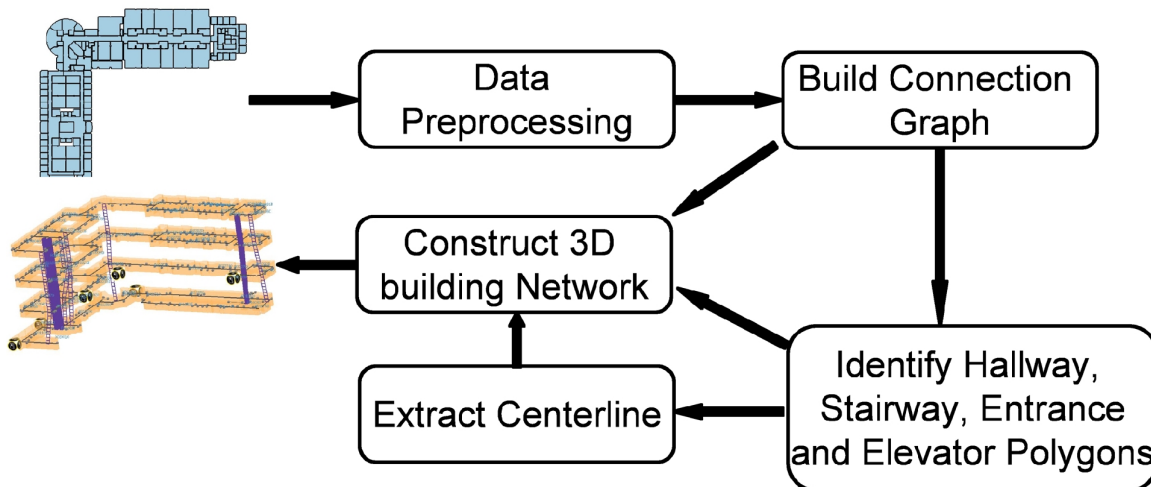 Data
Preprocessing
Build Connection
Graph
Construct 3D
building Network
Extract Centerline
Identify Hallway,
Stairway, Entrance
and Elevator Polygons